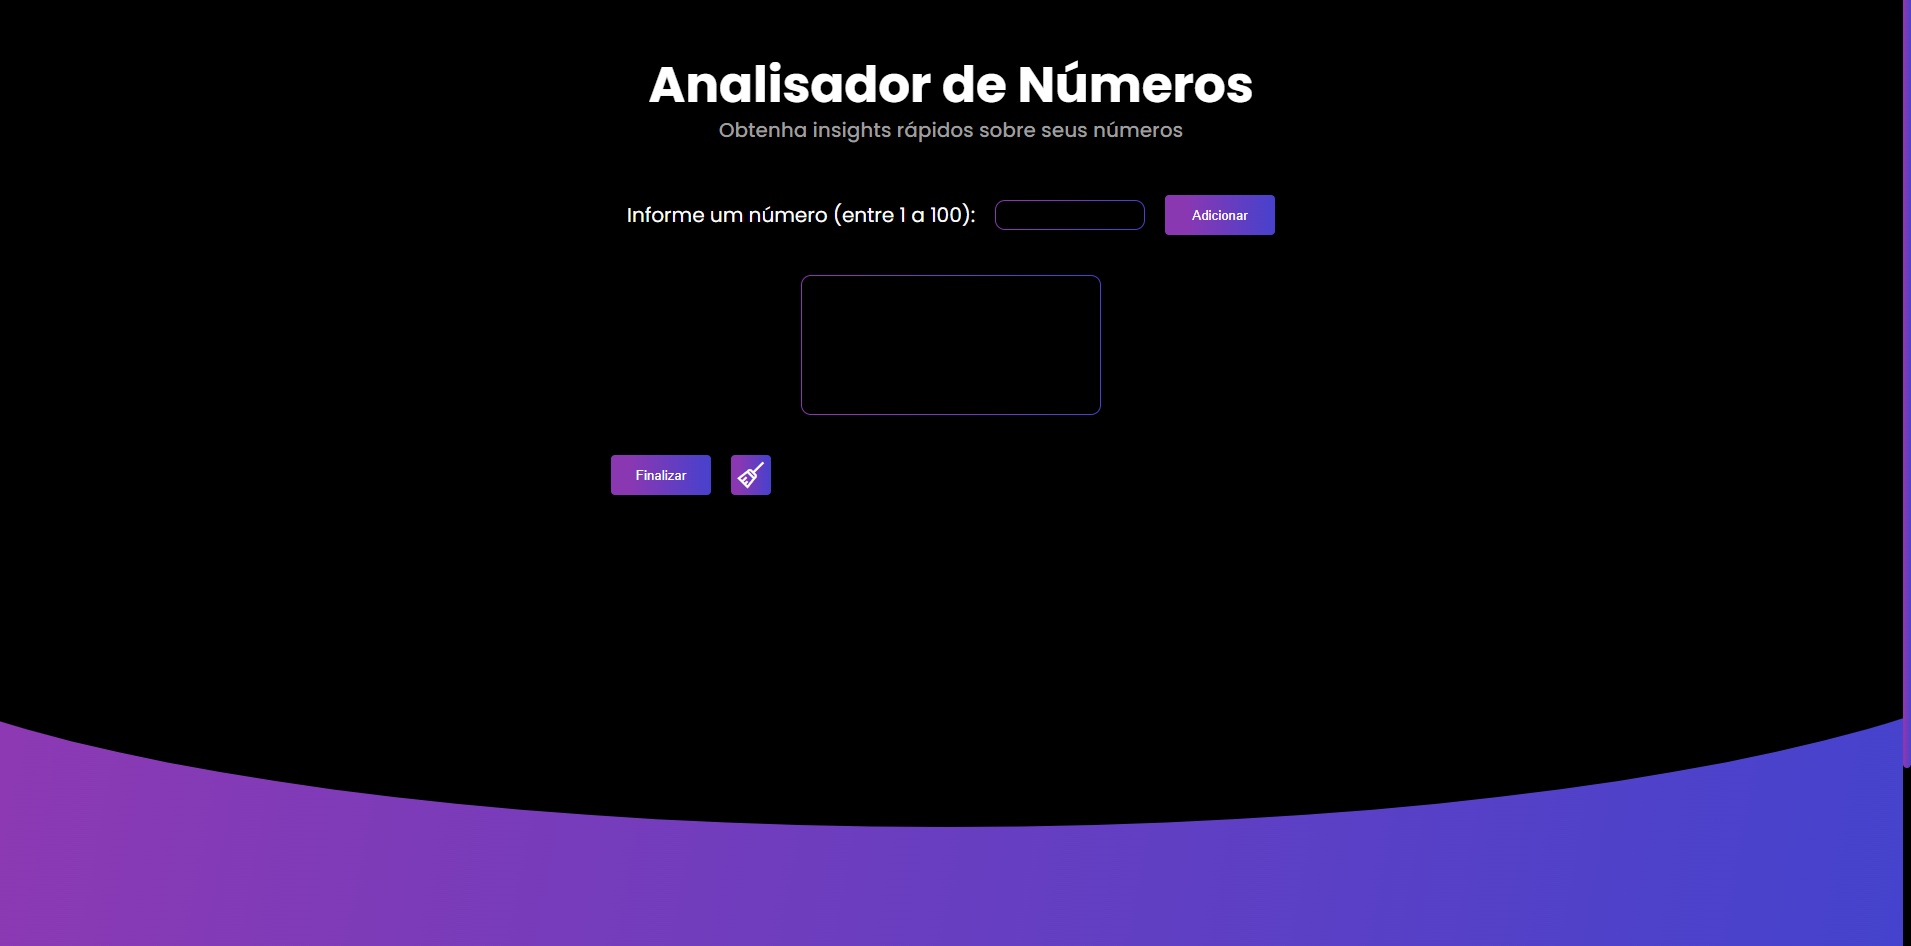 Analisador de Números
Obtenha insights rápidos sobre seus números
Informe um número (entre 1 a 100):
Adicionar
Finalizar